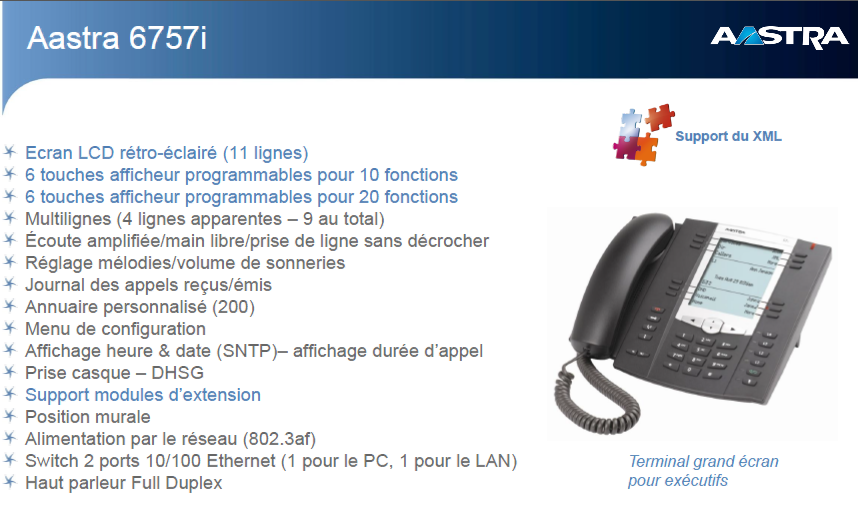 Aastra 6757i
AASTRA
Support du XML
Ecran LCD rétro-éclairé (11 lignes)
6 touches afficheur programmables pour 10 fonctions
6 touches afficheur programmables pour 20 fonctions
Multilignes (4 lignes apparentes – 9 au total)
Écoute amplifiée/main libre/prise de ligne sans décrocher
Réglage mélodies/volume de sonneries
Journal des appels reçus/émis
Annuaire personnalisé (200)
Menu de configuration
Affichage heure & date (SNTP)– affichage durée d'appel
Prise casque – DHSG
Support modules d'extension
Position murale
Alimentation par le réseau (802.3af)
Switch 2 ports 10/100 Ethernet (1 pour le PC, 1 pour le LAN)
Haut parleur Full Duplex
AASTRA
Terminal grand écran
pour exécutifs